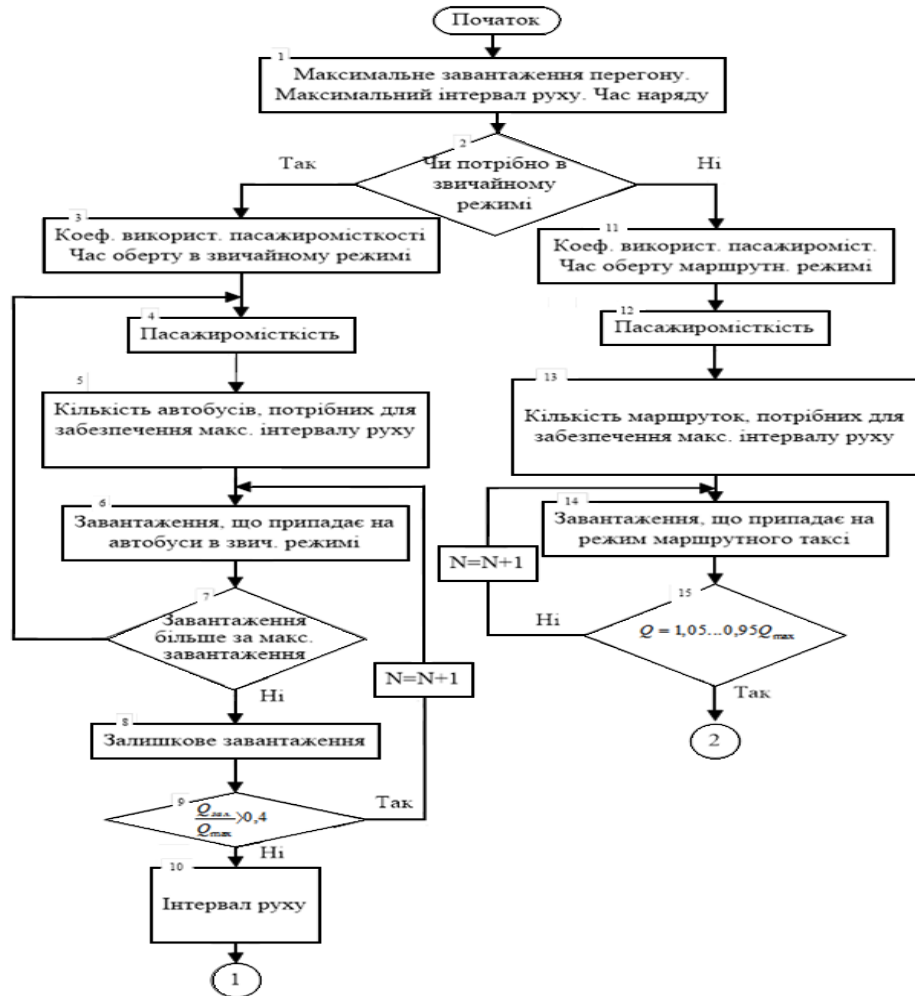 Початок
1
Максимальне завантаження перегону.
Максимальний інтервал руху. Час наряду
2
Чи потрібно в
звичайному
режимі
Так
Ні
3
Коеф. використ. пасажиромісткості
Час оберту в звичайному режимі
4
Пасажиромісткість
5
Кількість автобусів, потрібних для
забезпечення макс. інтервалу руху
6
Завантаження, що припадає на
автобуси в звич. режимі
7
Завантаження
більше за макс.
завантаження
N=N+1
Ні
8
Залишкове завантаження
9
Qзал. / Qmax >0,4
Так
Ні
10
Інтервал руху
1
11
Коеф. використ. пасажироміст.
Час оберту маршрутн. режимі
12
Пасажиромісткість
13
Кількість маршруток, потрібних для
забезпечення макс. інтервалу руху
14
Завантаження, що припадає на
режим маршрутного таксі
N=N+1
15
Ні
Q = 1,05...0,95Qmax
Так
2